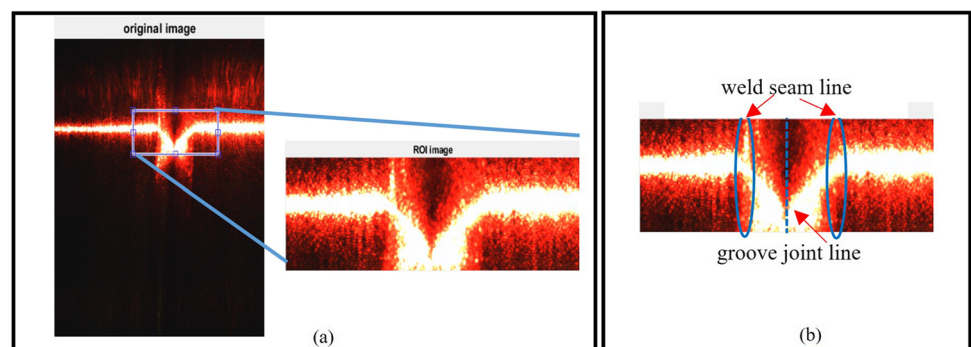 original image
ROI image
(a)
weld seam line
groove joint line
(b)